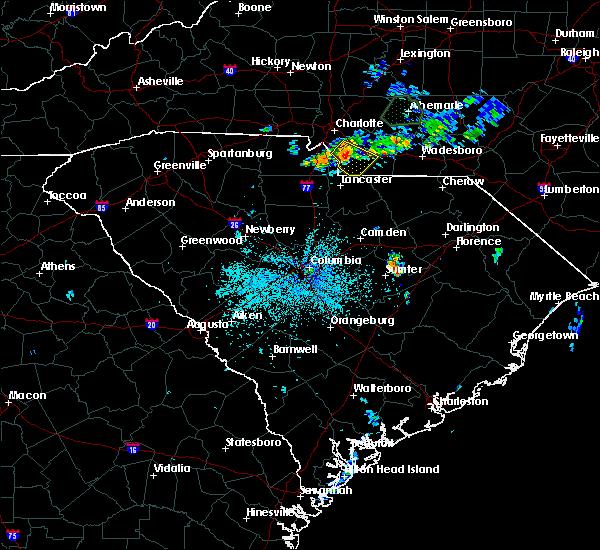 Morristown
81
Boone
Winston Salem
Greensboro
Durham
Raleigh
40
Lexington
Hickory
Newton
40
Asheville
Albemarle
Charlotte
Fayetteville
Spartanburg
Greenville
Wadesboro
Lancaster
77
Cheraw
95
Lumberton
Toccoa
85
Anderson
26
Newberry
Greenwood
Camden
Darlington
Florence
Columbia
Sumter
Athens
Myrtle Beach
Aiken
Augusta
20
Orangeburg
Georgetown
Barnwell
Walterboro
Charleston
Macon
Statesboro
16
Vidalia
Hilton Head Island
Savannah
Hinesville
75